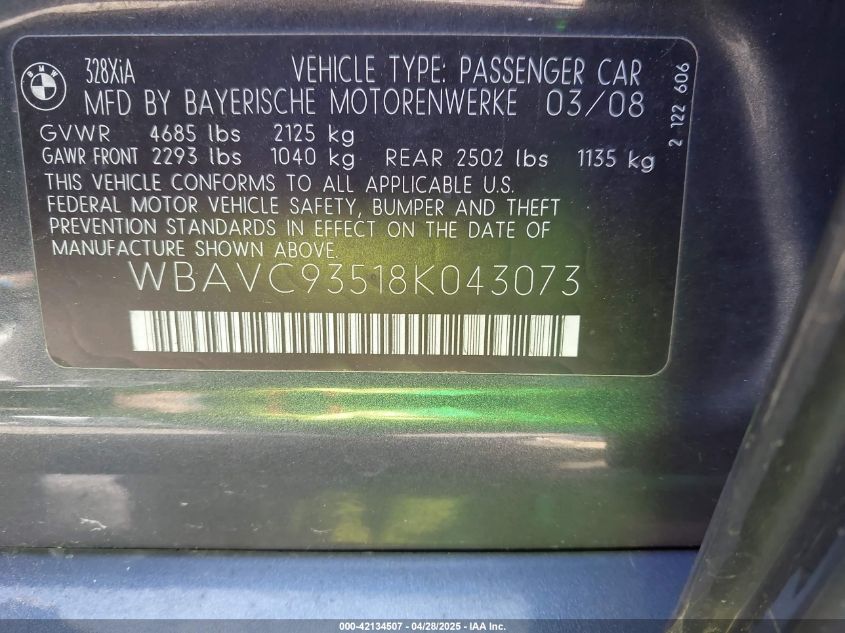 BMW
328XiA VEHICLE TYPE: PASSENGER CAR
MFD BY BAYERISCHE MOTORENWERKE 03/08
GVWR 4685 lbs 2125 kg
GAWR FRONT 2293 lbs 1040 kg REAR 2502 lbs 1135 kg
THIS VEHICLE CONFORMS TO ALL APPLICABLE U.S.
FEDERAL MOTOR VEHICLE SAFETY, BUMPER AND THEFT
PREVENTION STANDARDS IN EFFECT ON THE DATE OF
MANUFACTURE SHOWN ABOVE.
WBAVC93518K043073
2 122 606
000-42134507 - 04/28/2025 - IAA Inc.